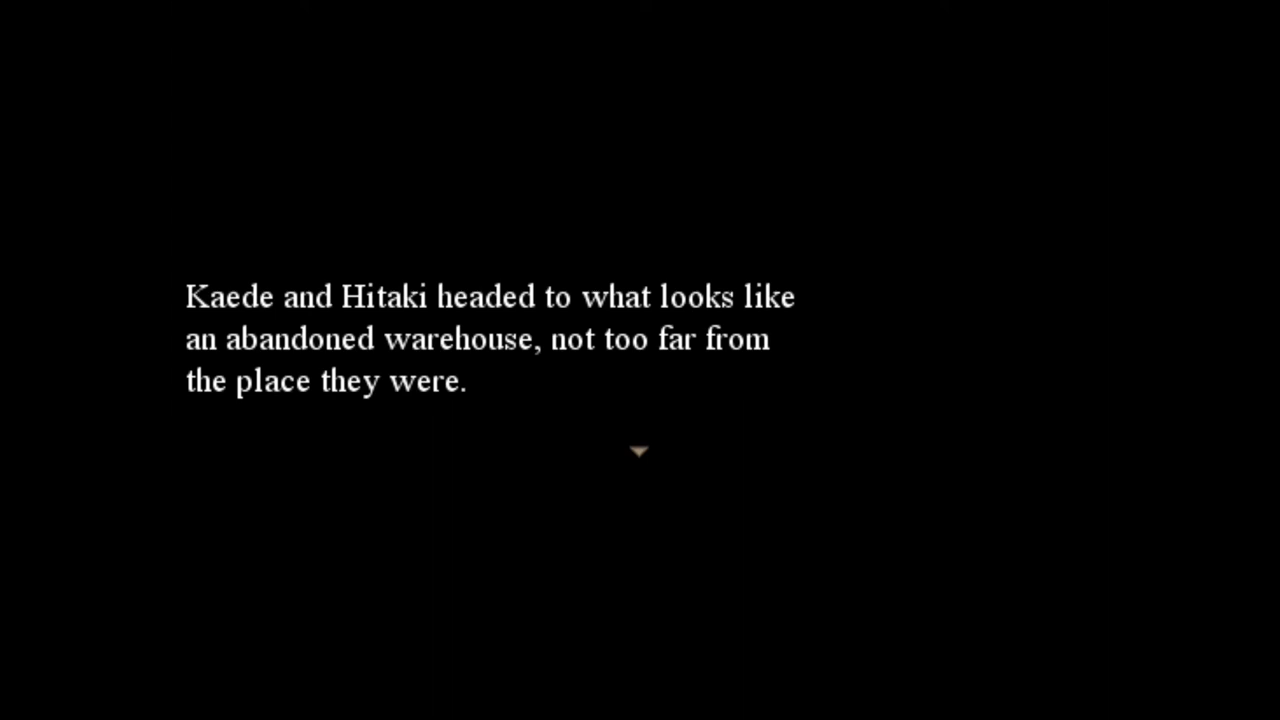 Kaede and Hitaki headed to what looks like
an abandoned warehouse, not too far from
the place they were.